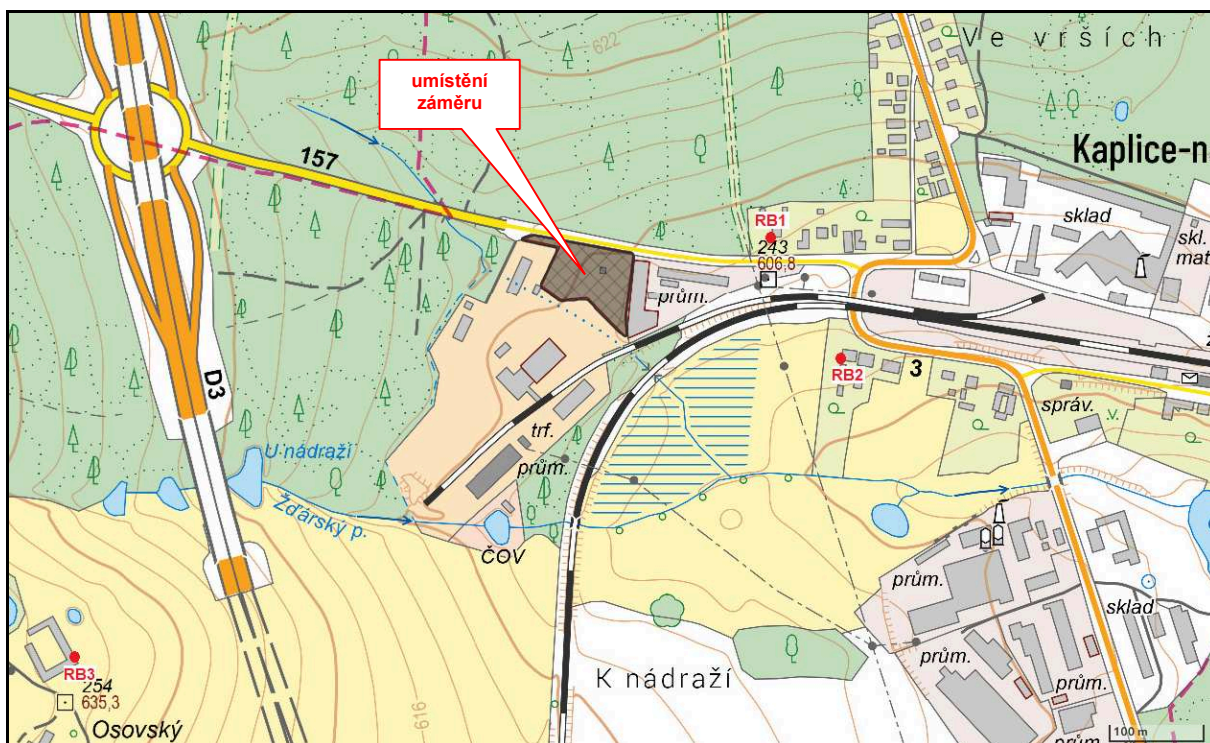 622
Ve vrších
umístění
záměru
Kaplice-n
157
RB1
243
606,8
sklad
skl.
mat
prům.
D3
RB2
3
správ.
trf.
prům.
U nádraží
Žďárský p.
ČOV
prům.
sklad
prům.
prům.
K nádraží
RB3
254
635,3
616
Osovský
prům.
100 m